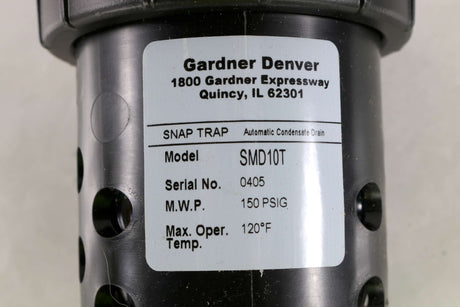 Gardner Denver
1800 Gardner Expressway
Quincy, IL 62301
SNAP TRAP Automatic Condensate Drain
Model SMD10T
Serial No. 0405
M.W.P. 150 PSIG
Max. Oper. 120°F
Temp.